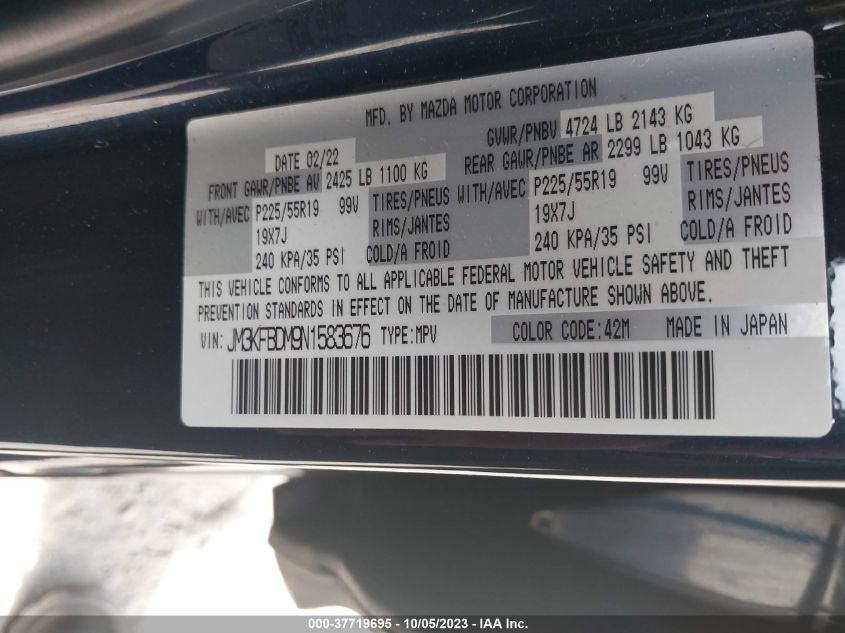 MFD. BY MAZDA MOTOR CORPORATION
DATE 02/22 GVWR/PNBV 4724 LB 2143 KG
FRONT GAWR/PNBE AV 2425 LB 1100 KG REAR GAWR/PNBE AR 2299 LB 1043 KG
WITH/AVEC P225/55R19 99V TIRES/PNEUS WITH/AVEC P225/55R19 99V TIRES/PNEUS
19X7J RIMS/JANTES 19X7J RIMS/JANTES
240 KPA/35 PSI COLD/A FROID 240 KPA/35 PSI COLD/A FROID
THIS VEHICLE CONFORMS TO ALL APPLICABLE FEDERAL MOTOR VEHICLE SAFETY AND THEFT
PREVENTION STANDARDS IN EFFECT ON THE DATE OF MANUFACTURE SHOWN ABOVE.
VIN: JM3KFBDM9N1583676 TYPE:MPV COLOR CODE:42M MADE IN JAPAN
000-37719695 - 10/05/2023 - IAA Inc.